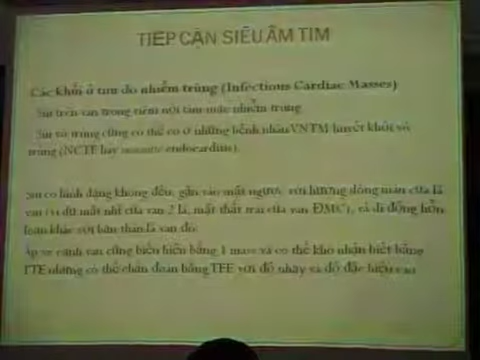 TIẾP CẬN SIÊU ÂM TIM
Các khối ở tim do nhiễm trùng (Infectious Cardiac Masses)
Sùi trên van trong viêm nội tâm mạc nhiễm trùng
Sùi vô trùng cũng có thể có ở những bệnh nhân VNTM huyết khối vô
trùng (NCTE hay marantic endocarditis).
Sùi có hình dạng không đều, gắn vào mặt ngược với hướng dòng máu của lá
van (ví dụ mặt nhĩ của van 2 lá, mặt thất trái của van ĐMC), và di động hỗn
loạn khác với bản thân lá van đó.
Áp xe cạnh van cũng biểu hiện bằng 1 mass và có thể khó nhận biết bằng
TTE nhưng có thể chẩn đoán bằng TEE với độ nhạy và độ đặc hiệu cao